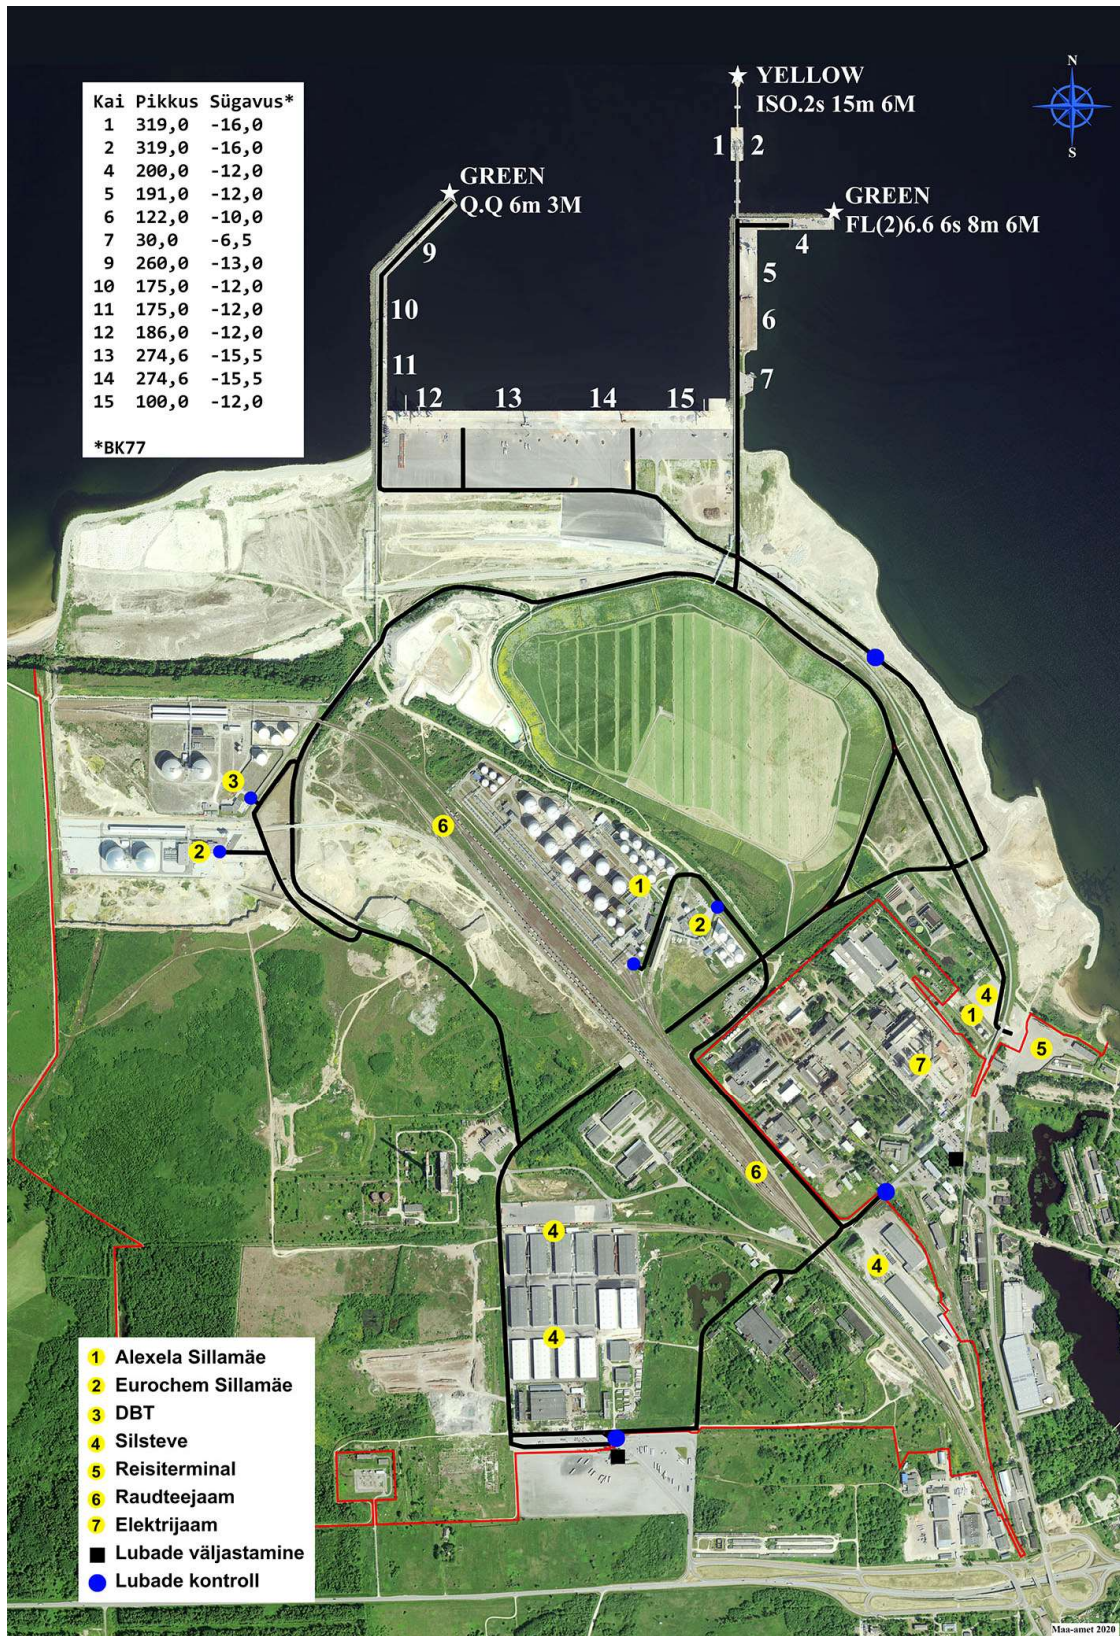 N
S
YELLOW
ISO.2s 15m 6M
Kai Pikkus Sügavus*
1 319,0 -16,0
2 319,0 -16,0
4 200,0 -12,0
5 191,0 -12,0
6 122,0 -10,0
7 30,0 -6,5
9 260,0 -13,0
10 175,0 -12,0
11 175,0 -12,0
12 186,0 -12,0
13 274,6 -15,5
14 274,6 -15,5
15 100,0 -12,0
*BK77
1 2
GREEN
Q.Q 6m 3M
GREEN
FL(2)6.6 6s 8m 6M
4
9
5
10
6
11
7
12 13 14 15
3
6
2
1
2
4
1
5
7
6
4
4
4
1 Alexela Sillamäe
2 Eurochem Sillamäe
3 DBT
4 Silsteve
5 Reisiterminal
6 Raudteejaam
7 Elektrijaam
Lubade väljastamine
Lubade kontroll
Maa-amet 2020